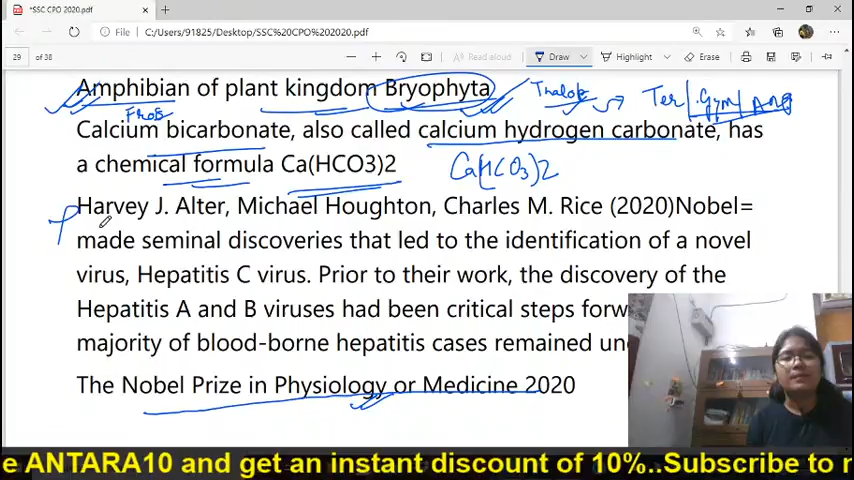 *SSC CPO 2020.pdf
File
C:/Users/91825/Desktop/SSC%20CPO%202020.pdf
29 of 38
Read aloud
Draw
Highlight
Erase
Amphibian of plant kingdom Bryophyta
Calcium bicarbonate, also called calcium hydrogen carbonate, has
a chemical formula Ca(HCO3)2
Ca(HCO3)2
Harvey J. Alter, Michael Houghton, Charles M. Rice (2020)Nobel=
made seminal discoveries that led to the identification of a novel
virus, Hepatitis C virus. Prior to their work, the discovery of the
Hepatitis A and B viruses had been critical steps forw
majority of blood-borne hepatitis cases remained un
The Nobel Prize in Physiology or Medicine 2020
e ANTARA10 and get an instant discount of 10%..Subscribe to